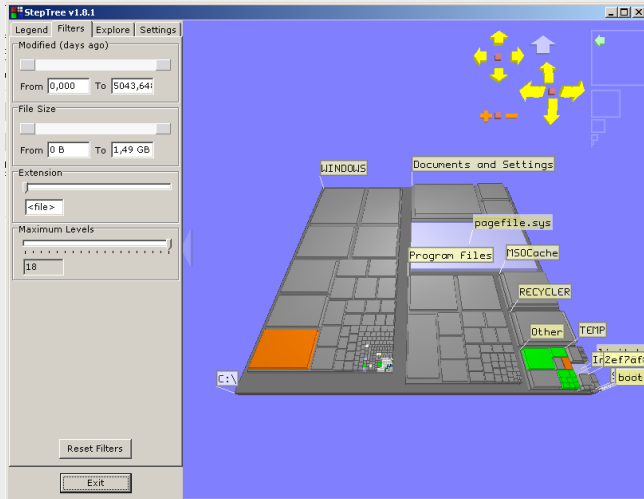 StepTree v1.8.1
Legend Filters Explore Settings
Modified (days ago)
From 0,000 To 5043,64
File Size
From 0 B To 1,49 GB
Extension
<file>
Maximum Levels
18
Reset Filters
Exit
WINDOWS
Documents and Settings
pagefile.sys
Program Files
MSOCache
RECYCLER
Other
TEMP
C:\
In
2ef7af
boot